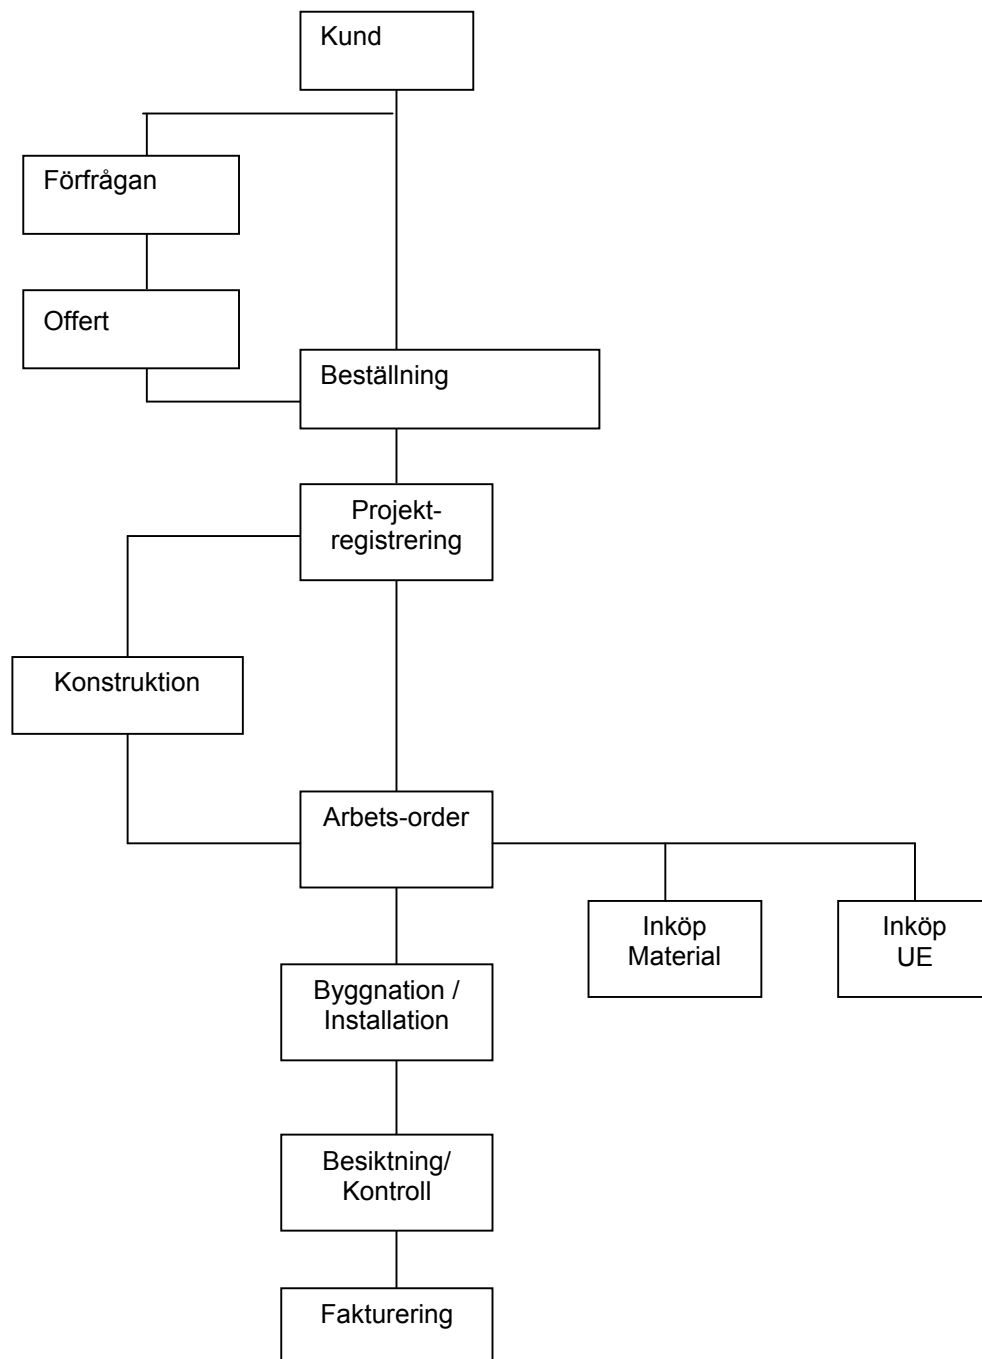 Kund
Förfrågan
Offert
Beställning
Projekt-
registrering
Konstruktion
Arbets-order
Inköp
Material
Inköp
UE
Byggnation /
Installation
Besiktning/
Kontroll
Fakturering